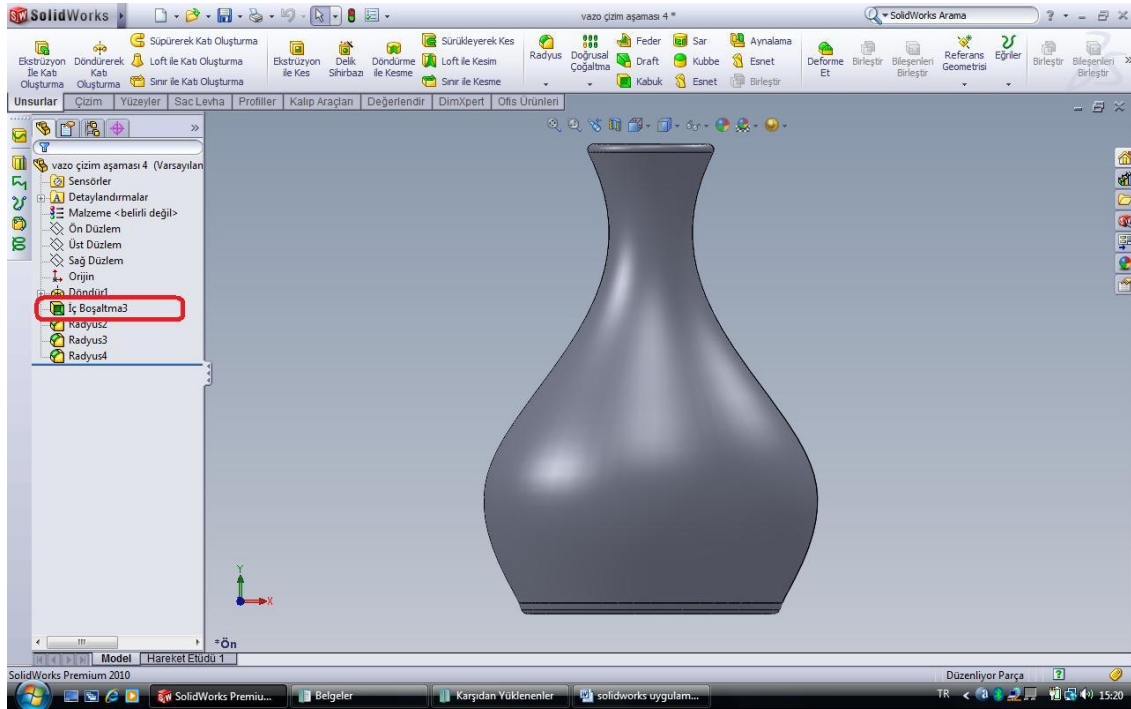 SolidWorks
vazo çizim aşaması 4 *
SolidWorks Arama
Ekstrüzyon İle Katı Oluşturma
Döndürerek Katı Oluşturma
Süpürerek Katı Oluşturma
Loft ile Katı Oluşturma
Sınır ile Katı Oluşturma
Ekstrüzyon ile Kes
Delik Sihirbazı
Döndürme ile Kesme
Sürükleyerek Kes
Loft ile Kesim
Sınır ile Kesme
Radyus
Doğrusal Çoğaltma
Feder
Draft
Kabuk
Sar
Kubbe
Esnet
Aynalama
Esnet
Birleştir
Deforme Et
Birleştir
Bileşenleri Birleştir
Referans Geometrisi
Eğriler
Birleştir
Bileşenleri Birleştir
Unsurlar Çizim Yüzeyler Sac Levha Profiller Kalıp Araçları Değerlendir DimXpert Ofis Ürünleri
vazo çizim aşaması 4 (Varsayılan
Sensörler
Detaylandırmalar
Malzeme <belirli değil>
Ön Düzlem
Üst Düzlem
Sağ Düzlem
Orijin
Döndür1
İç Boşaltma3
Radyus2
Radyus3
Radyus4
Y
X
*Ön
Model Hareket Etüdü 1
SolidWorks Premium 2010
Düzenliyor Parça
SolidWorks Premiu...
Belgeler
Karşıdan Yüklenenler
solidworks uygulam...
TR
15:20